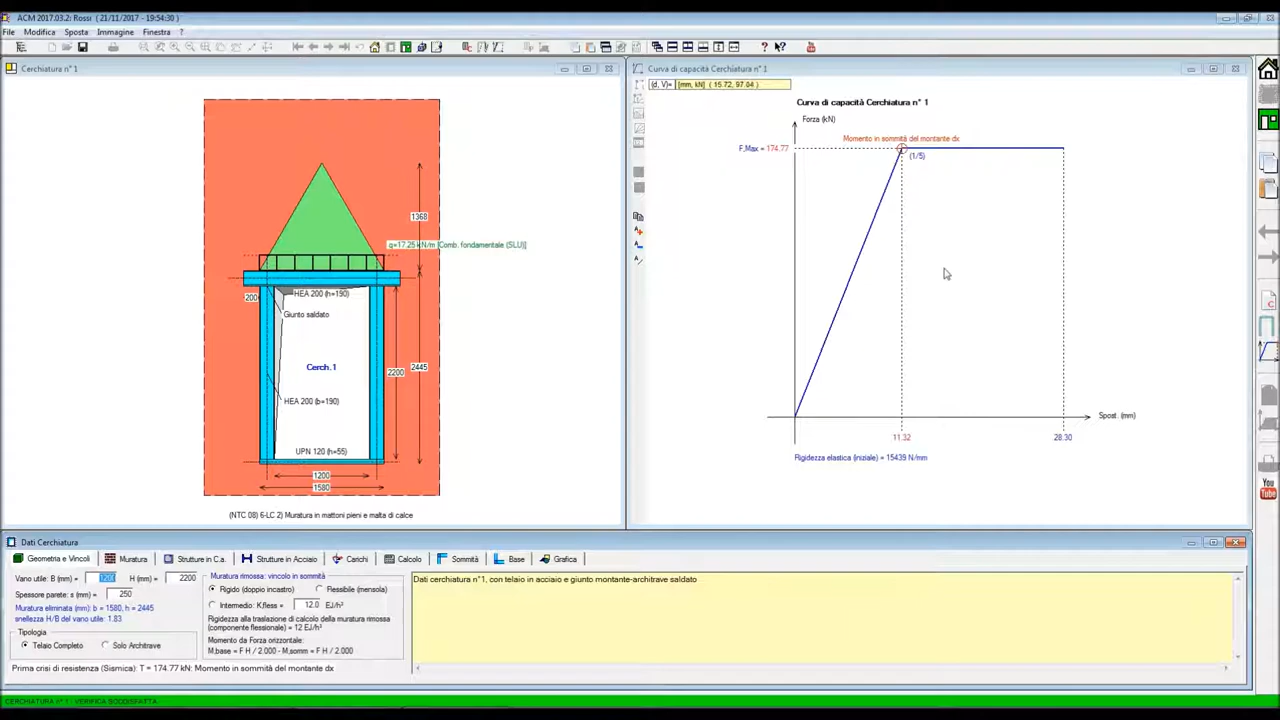 ACM 2017.03.2: Rossi ( 21/11/2017 - 19:54:30 )
File Modifica Sposta Immagine Finestra
Cerchiatura n° 1
1368
q=17.25 kN/m [Comb. fondamentale (SLU)]
200
HEA 200 (h=190)
Giunto saldato
Cerch.1
2200
2445
HEA 200 (b=190)
UPN 120 (h=55)
1200
1580
(NTC 08) 6-LC 2) Muratura in mattoni pieni e malta di calce
Curva di capacità Cerchiatura n° 1
(d, V)= [mm, kN] ( 15.72, 97.04 )
Curva di capacità Cerchiatura n° 1
Forza (kN)
Momento in sommità del montante dx
F,Max = 174.77
(1/5)
Spost. (mm)
11.32
28.30
Rigidezza elastica (iniziale) = 15439 N/mm
You
Tube
Dati Cerchiatura
Geometria e Vincoli Muratura Strutture in C.a. Strutture in Acciaio Carichi Calcolo Sommità Base Grafica
Vano utile: B (mm) = 1200 H (mm) = 2200
Spessore parete: s (mm) = 250
Muratura eliminata (mm): b = 1580, h = 2445
snellezza H/B del vano utile: 1.83
Tipologia
Telaio Completo Solo Architrave
Muratura rimossa: vincolo in sommità
Rigido (doppio incastro) Flessibile (mensola)
Intermedio: K,fless = 12.0 EJ/h³
Rigidezza alla traslazione di calcolo della muratura rimossa
(componente flessionale) = 12 EJ/h³
Momento da Forza orizzontale:
M,base = F H / 2.000 - M,somm = F H / 2.000
Dati cerchiatura n°1, con telaio in acciaio e giunto montante-architrave saldato
Prima crisi di resistenza (Sismica): T = 174.77 kN: Momento in sommità del montante dx
CERCHIATURA n° 1 : VERIFICA SODDISFATTA